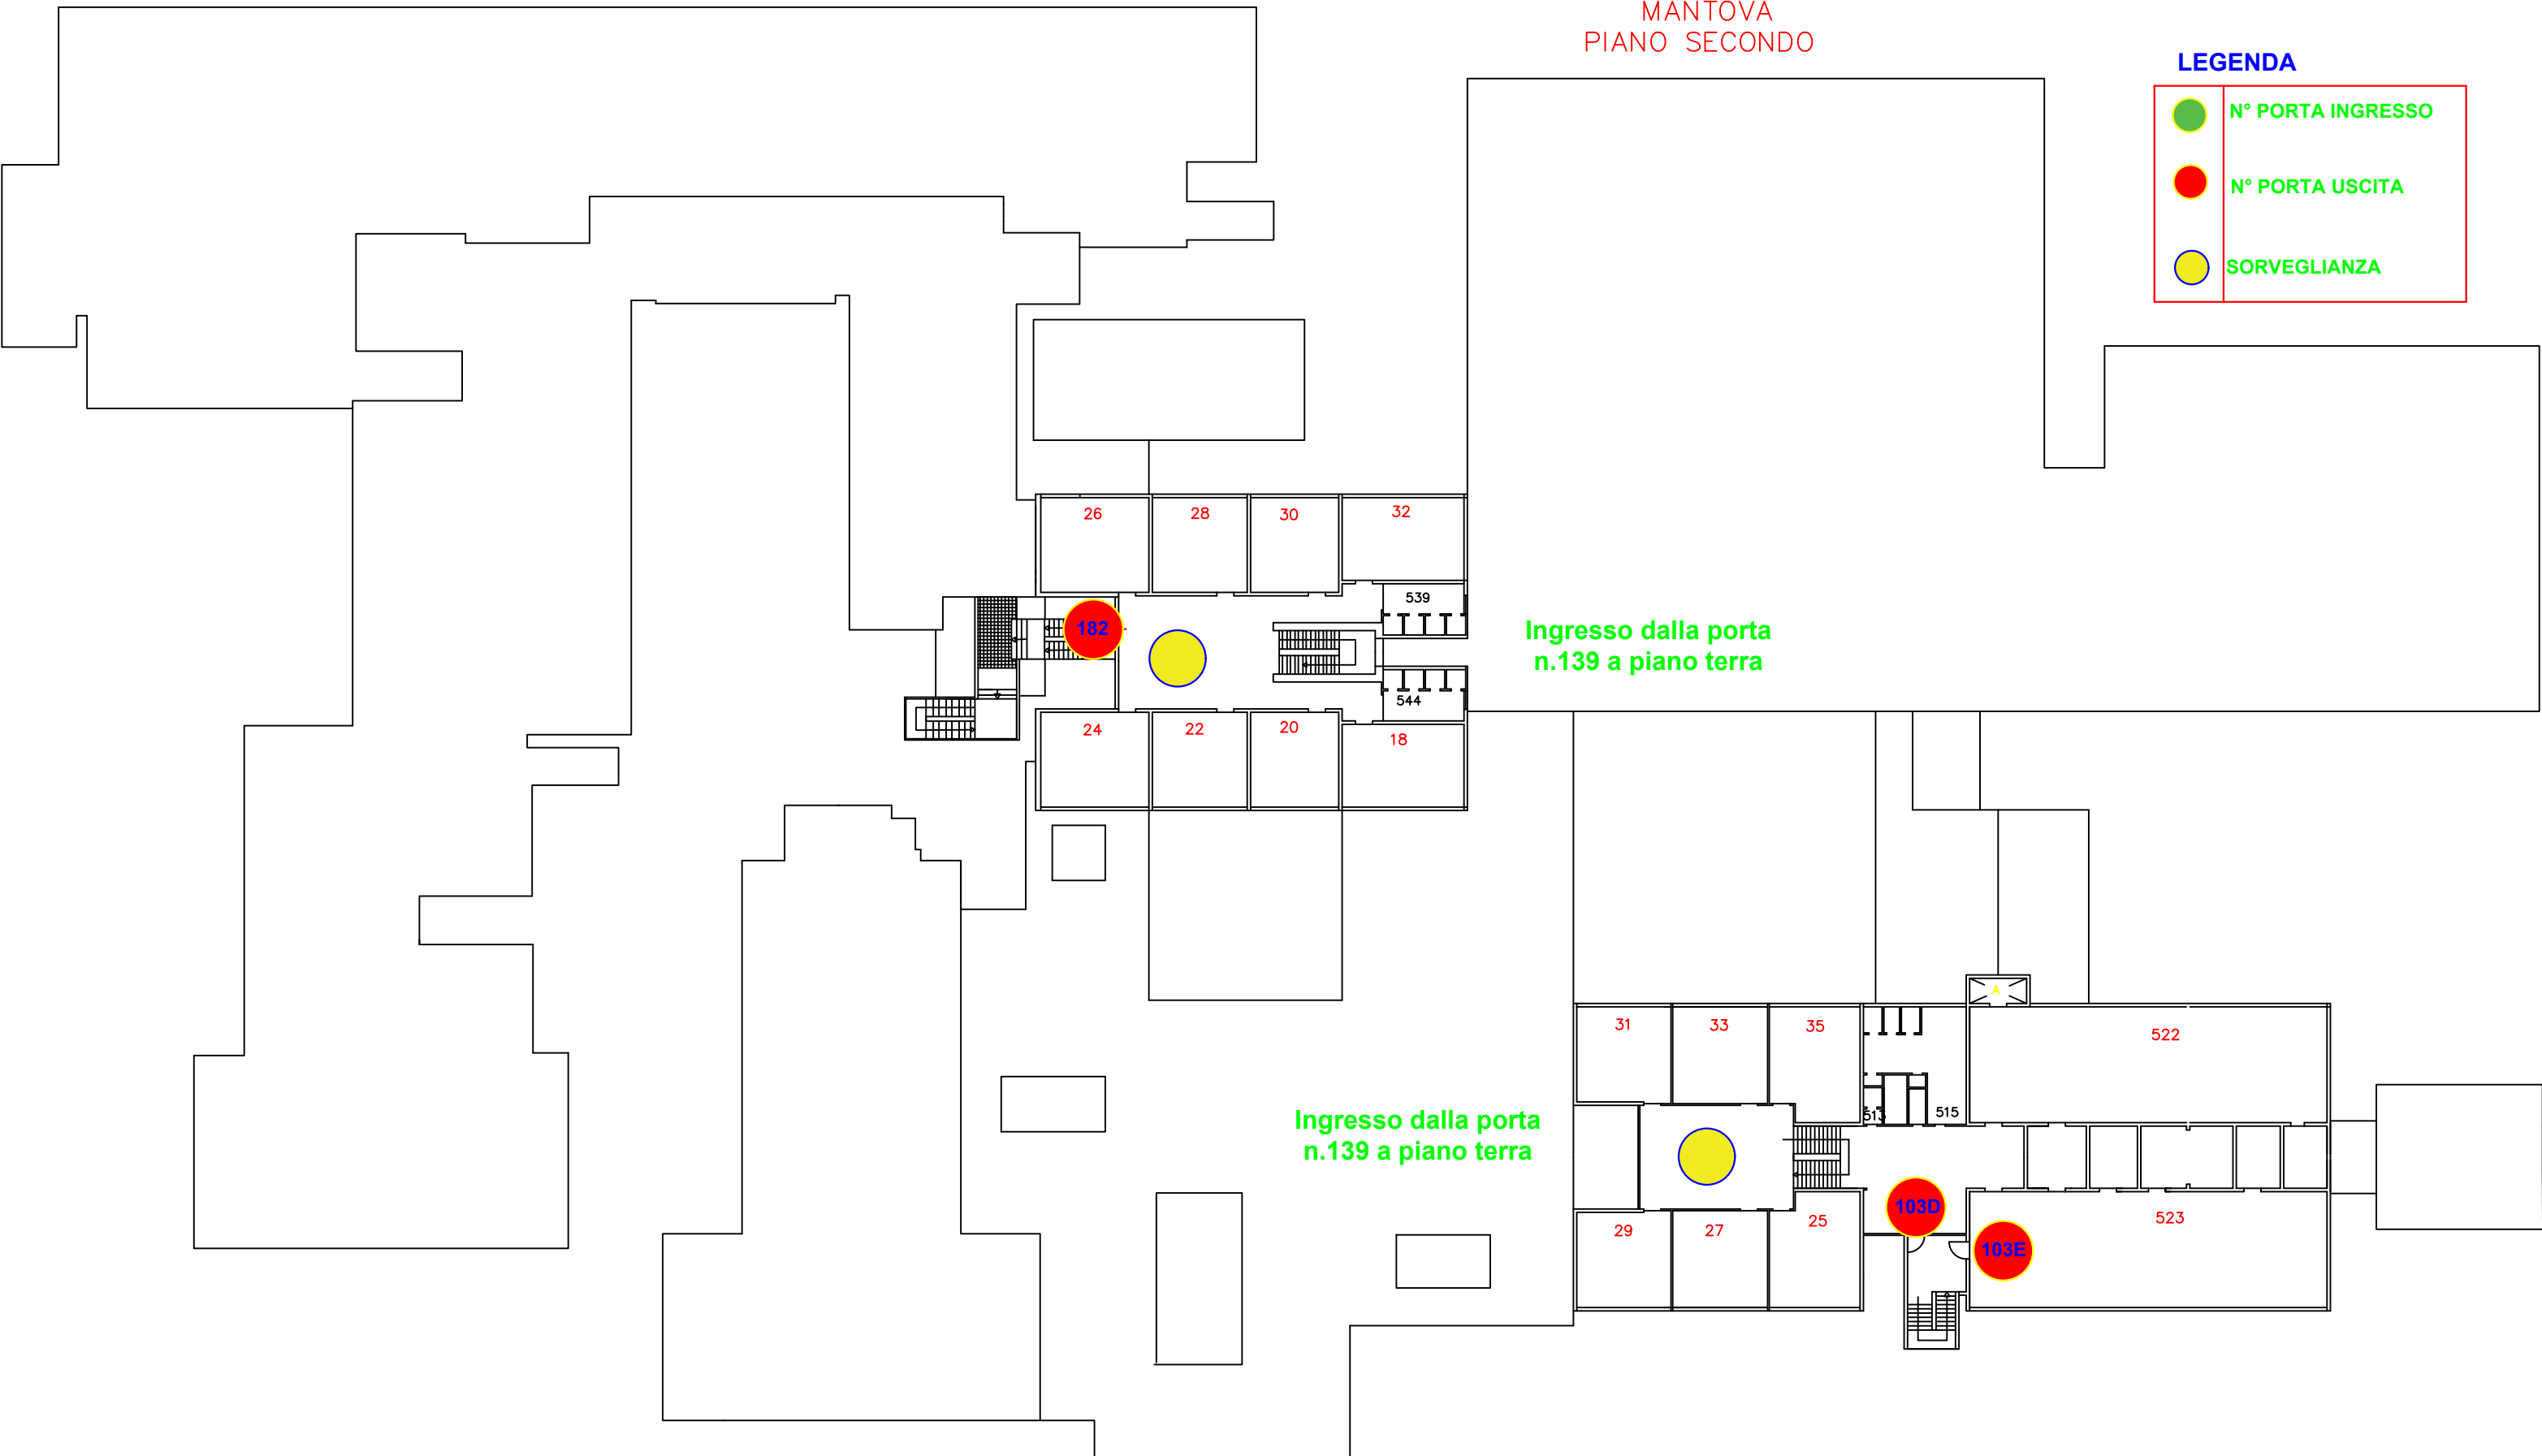 MANTOVA
PIANO SECONDO
LEGENDA
N° PORTA INGRESSO
N° PORTA USCITA
SORVEGLIANZA
26
28
30
32
539
182
Ingresso dalla porta
n.139 a piano terra
544
24
22
20
18
A
31
33
35
522
513
515
Ingresso dalla porta
n.139 a piano terra
103D
29
27
25
523
103E